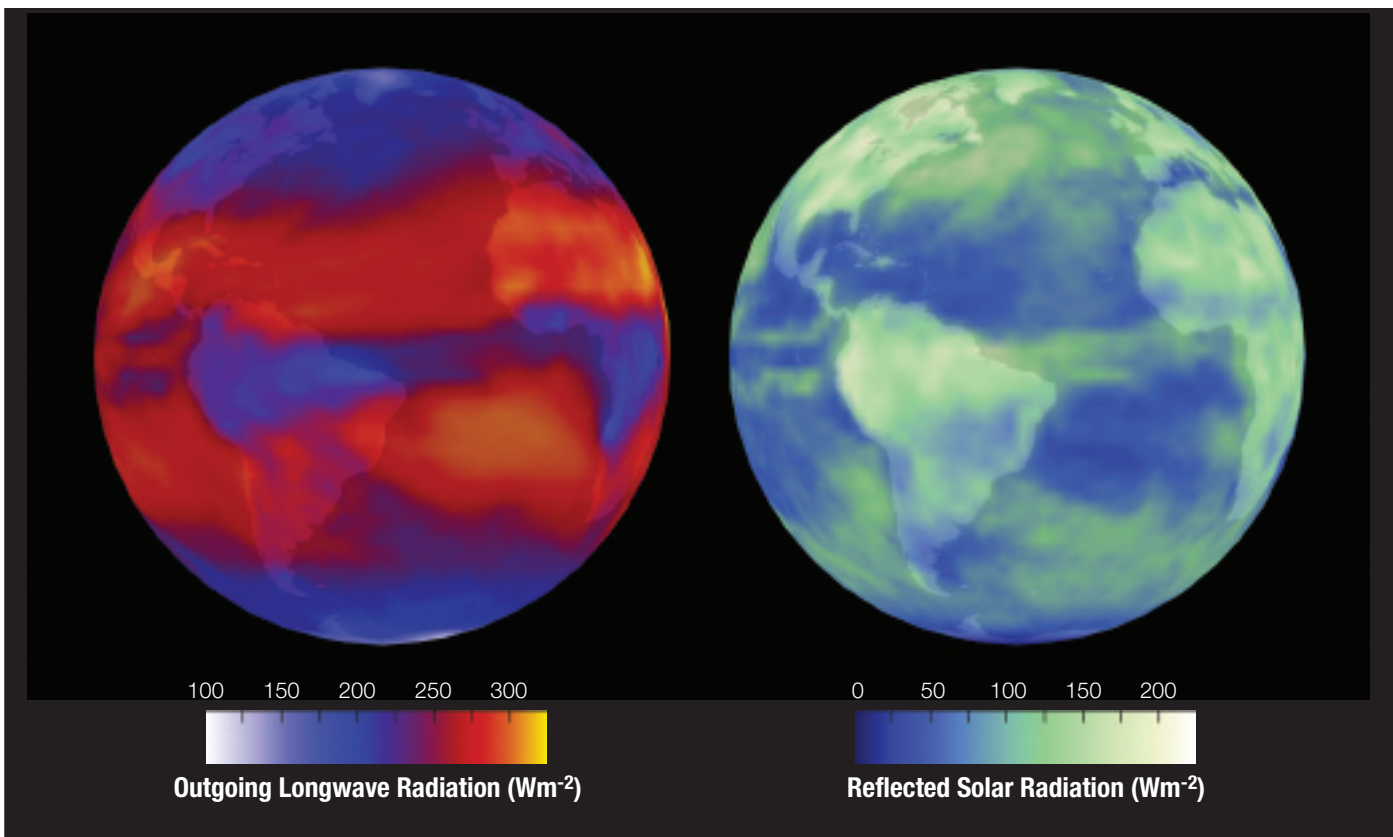 100 150 200 250 300
0 50 100 150 200
Outgoing Longwave Radiation (Wm-2)
Reflected Solar Radiation (Wm-2)